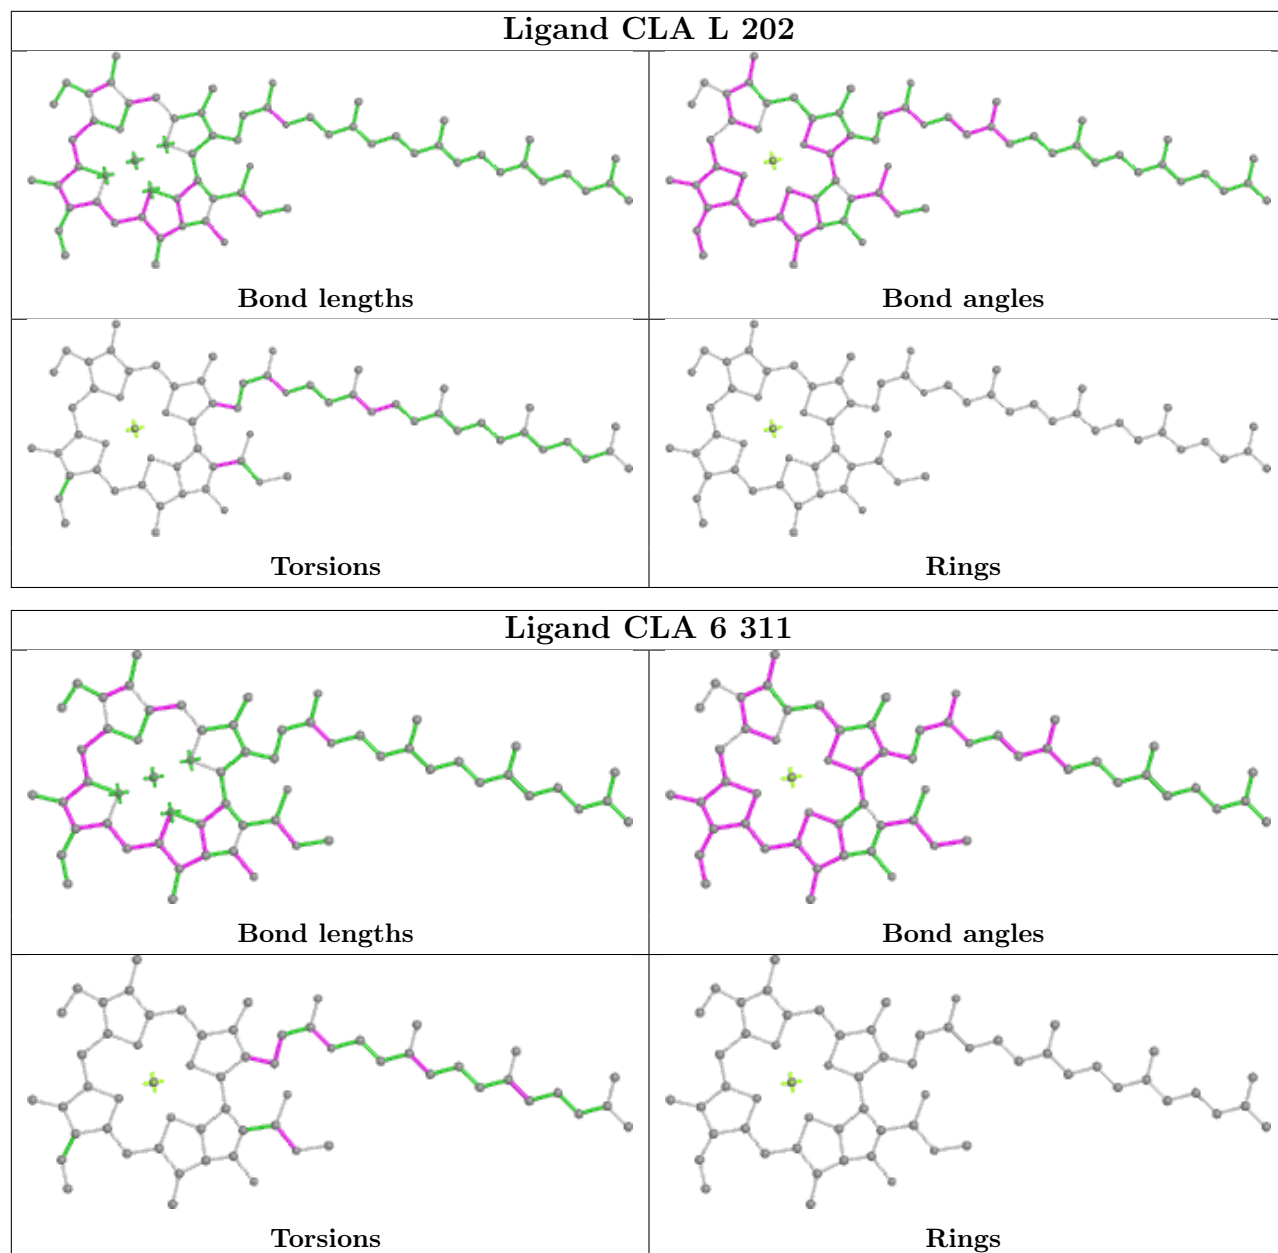 Ligand CLA L 202
Bond lengths
Bond angles
Torsions
Rings
Ligand CLA 6 311
Bond lengths
Bond angles
Torsions
Rings